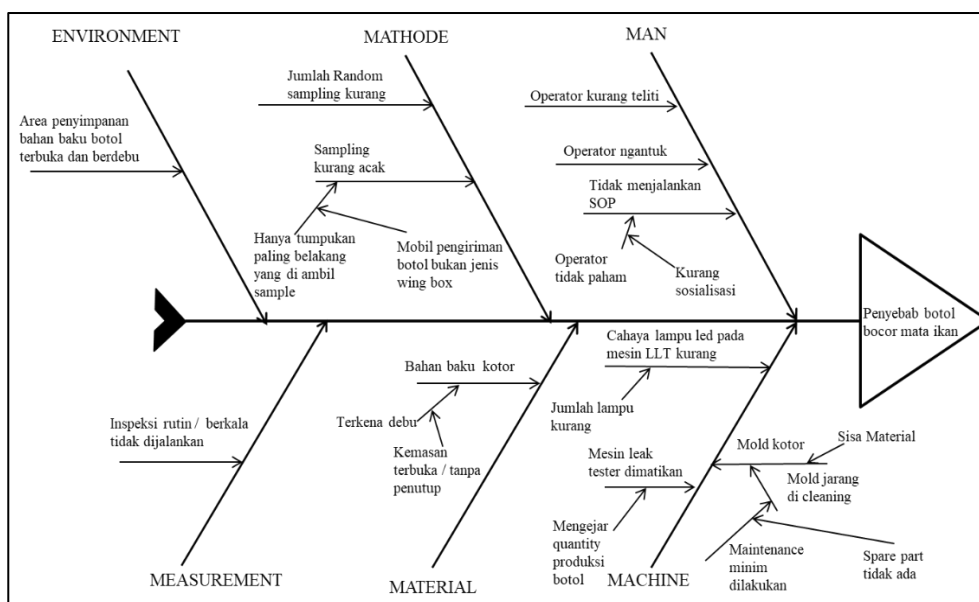 ENVIRONMENT
MATHODE
MAN
Jumlah Random
sampling kurang
Operator kurang teliti
Area penyimpanan
bahan baku botol
terbuka dan berdebu
Sampling
kurang acak
Operator ngantuk
Tidak menjalankan
SOP
Hanya tumpukan
paling belakang
yang di ambil
sample
Mobil pengiriman
botol bukan jenis
wing box
Operator
tidak paham
Kurang
sosialisasi
Penyebab botol
bocor mata ikan
Cahaya lampu led pada
mesin LLT kurang
Bahan baku kotor
Jumlah lampu
kurang
Terkena debu
Inspeksi rutin / berkala
tidak dijalankan
Kemasan
terbuka / tanpa
penutup
Mesin leak
tester dimatikan
Mold kotor
Sisa Material
Mold jarang
di cleaning
Mengejar
quantity
produksi
botol
Maintenance
minim
dilakukan
Spare part
tidak ada
MEASUREMENT
MATERIAL
MACHINE